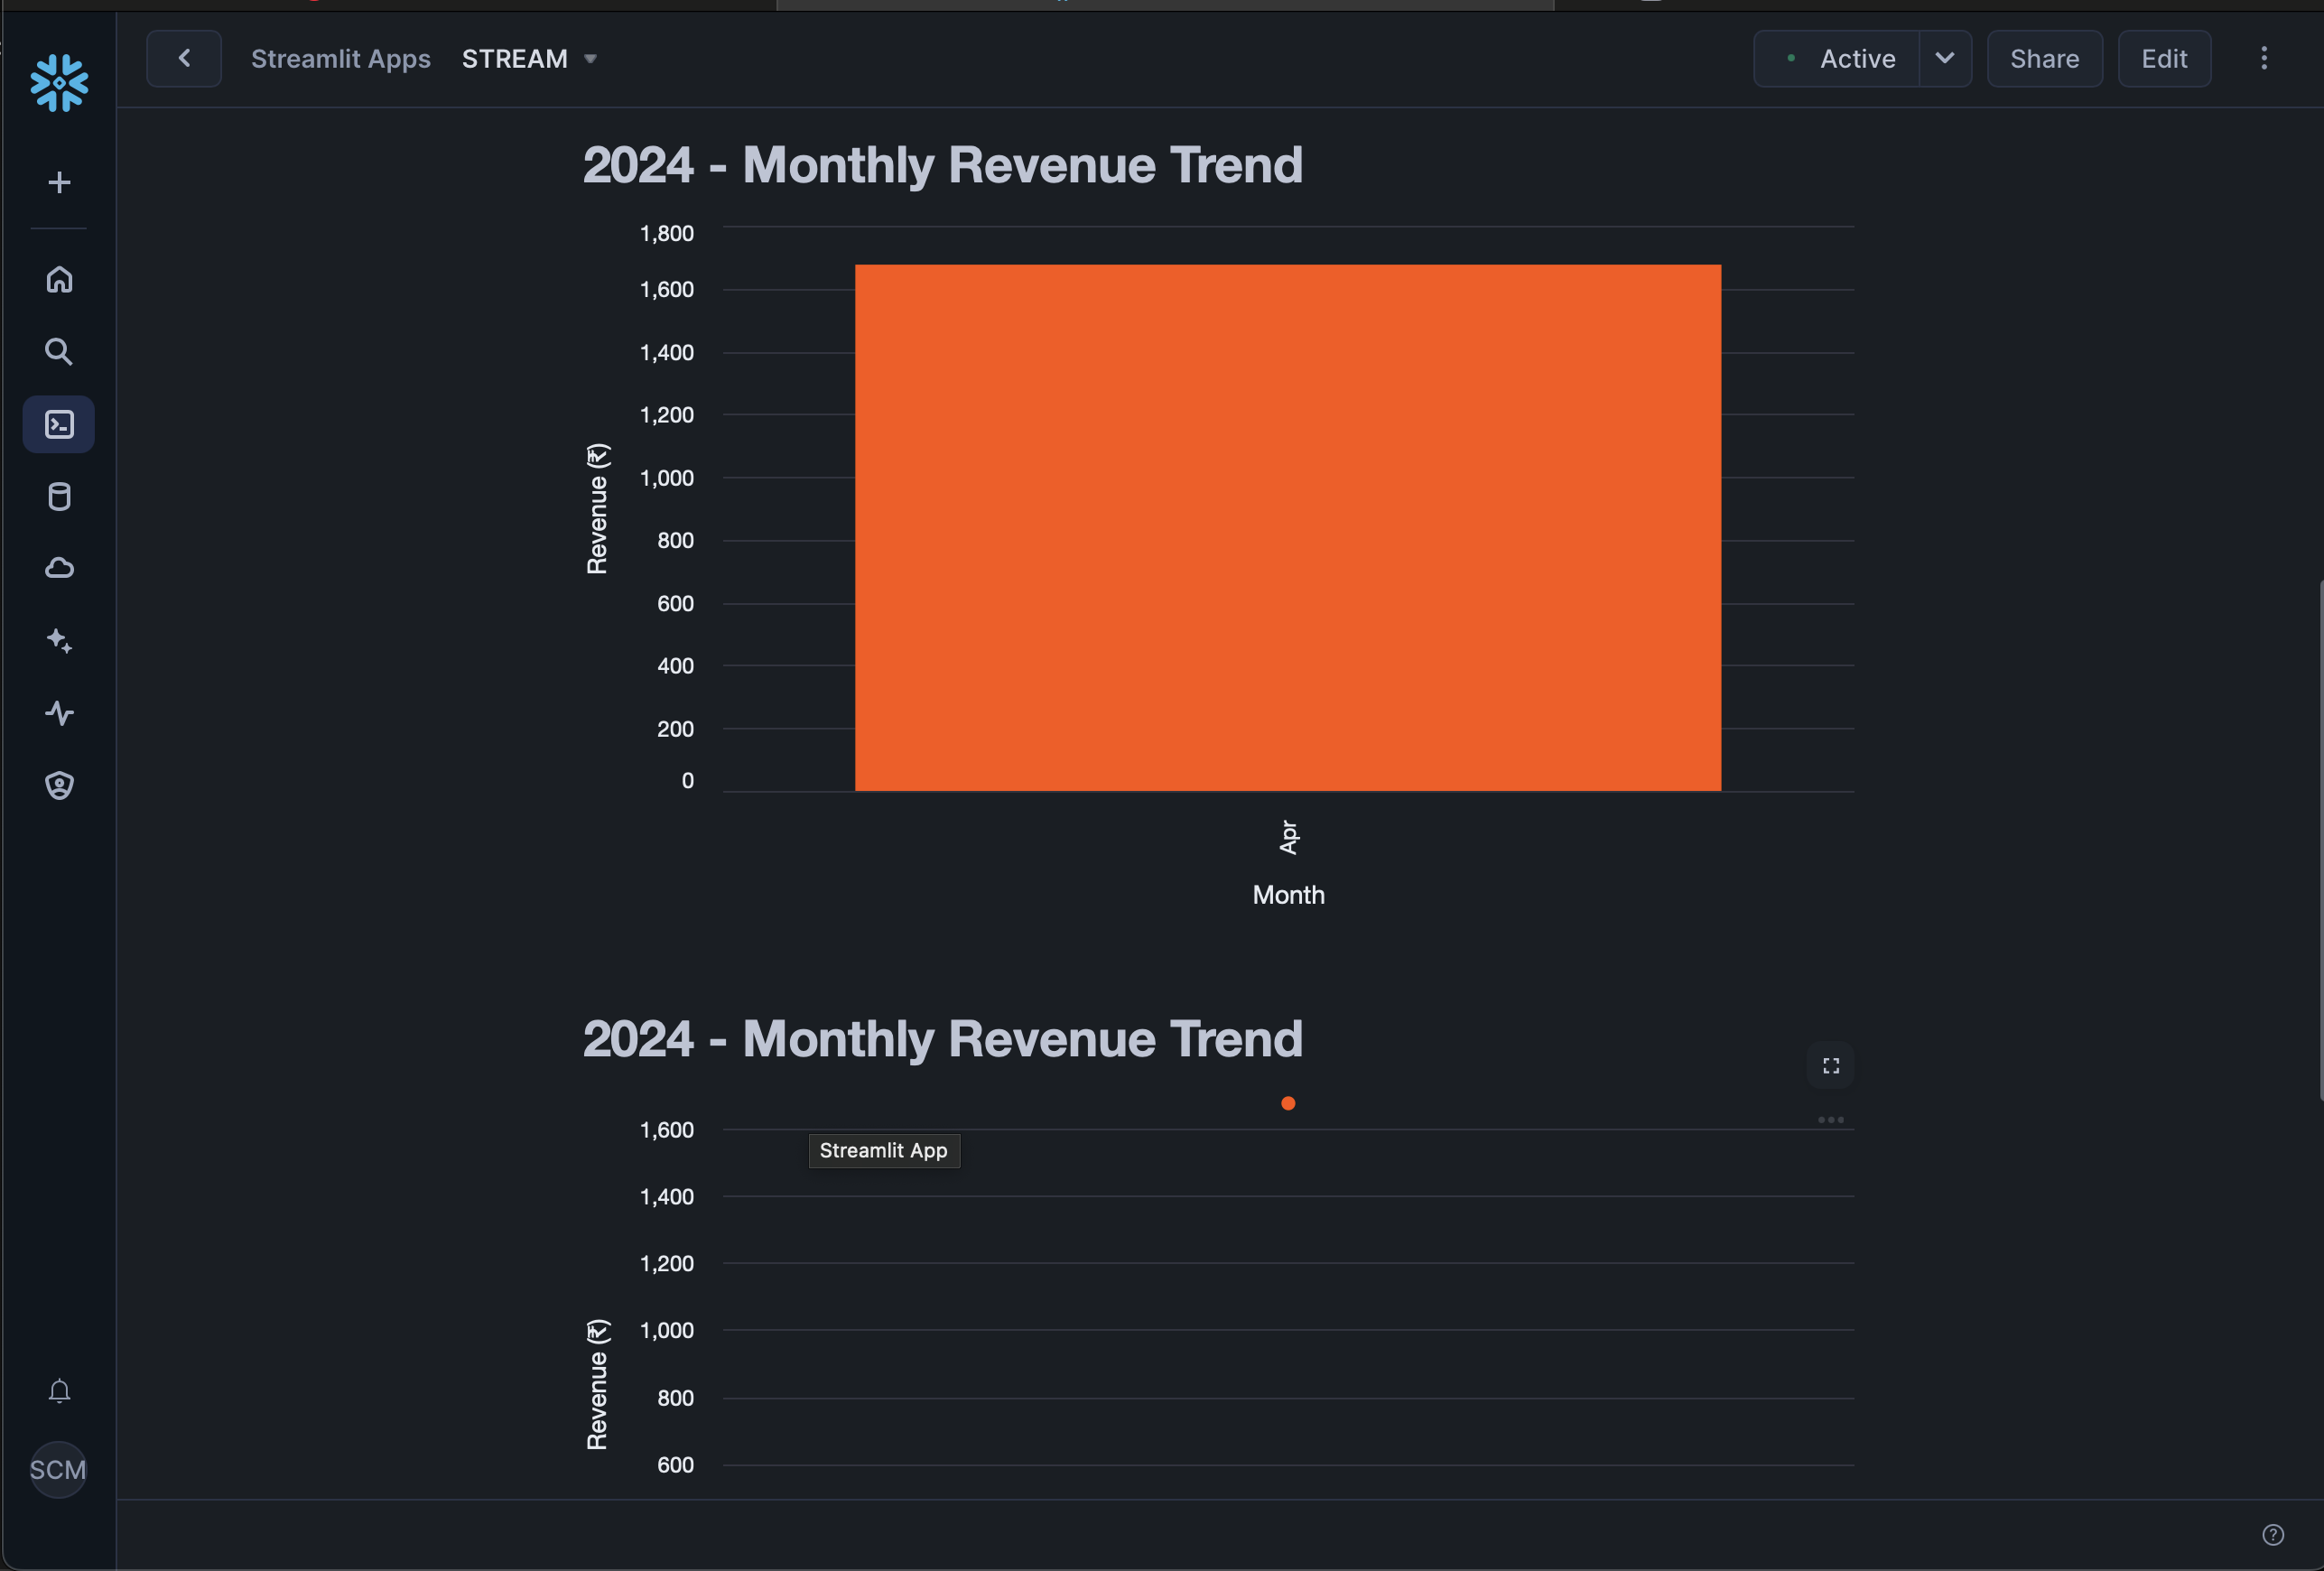 Streamlit Apps STREAM
Active
Share
Edit
2024 - Monthly Revenue Trend
1,800
1,600
1,400
1,200
1,000
800
600
400
200
0
Revenue (₹)
Apr
Month
2024 - Monthly Revenue Trend
1,600
Streamlit App
1,400
1,200
1,000
800
600
Revenue (₹)
SCM